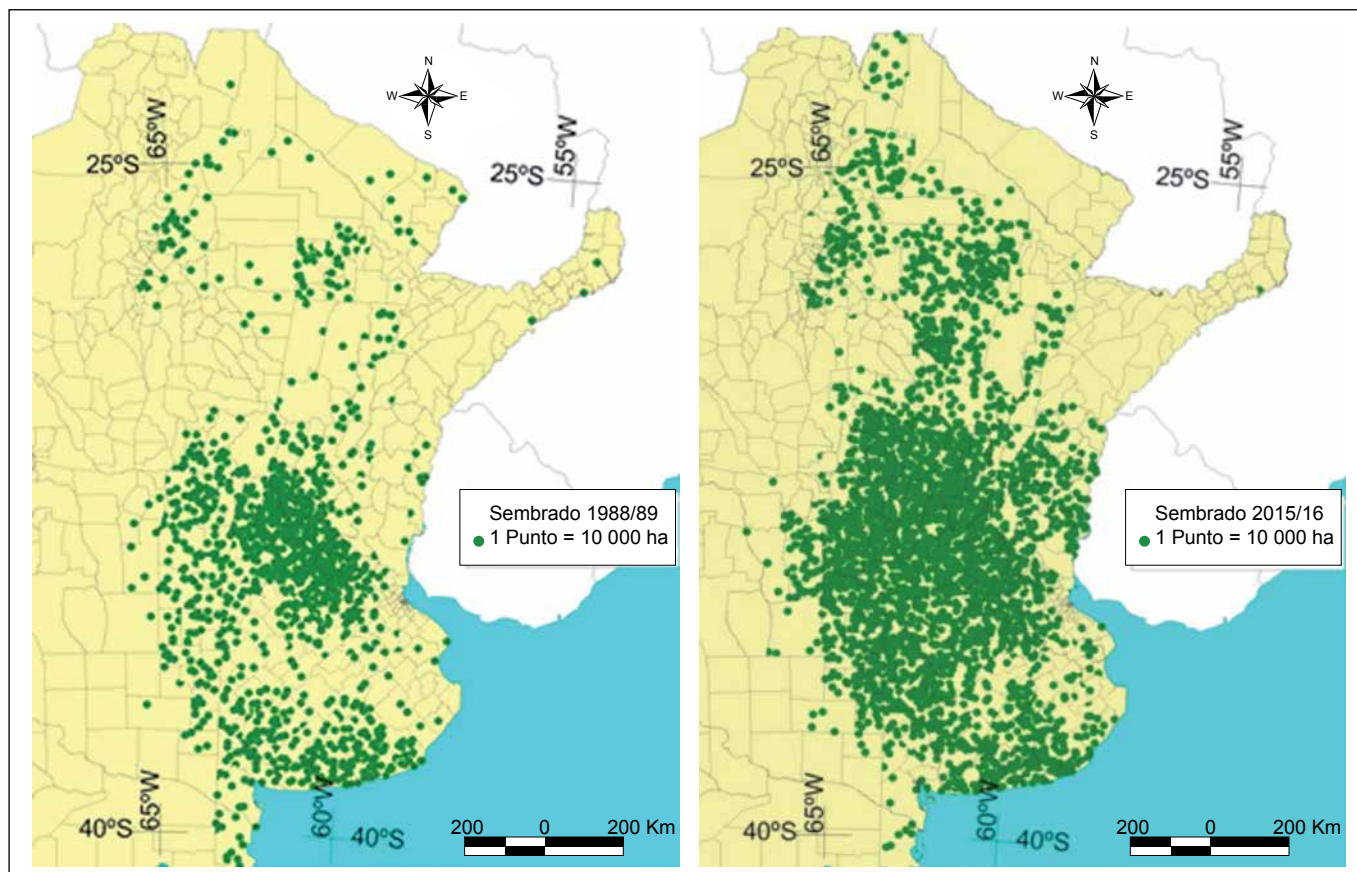 N
W E
S
65ºW
25ºS
55ºW
25ºS
Sembrado 1988/89
1 Punto = 10 000 ha
65ºW
40ºS
60ºW
40ºS
200 0 200 Km
N
W E
S
65ºW
25ºS
55ºW
25ºS
Sembrado 2015/16
1 Punto = 10 000 ha
65ºW
40ºS
60ºW
40ºS
200 0 200 Km